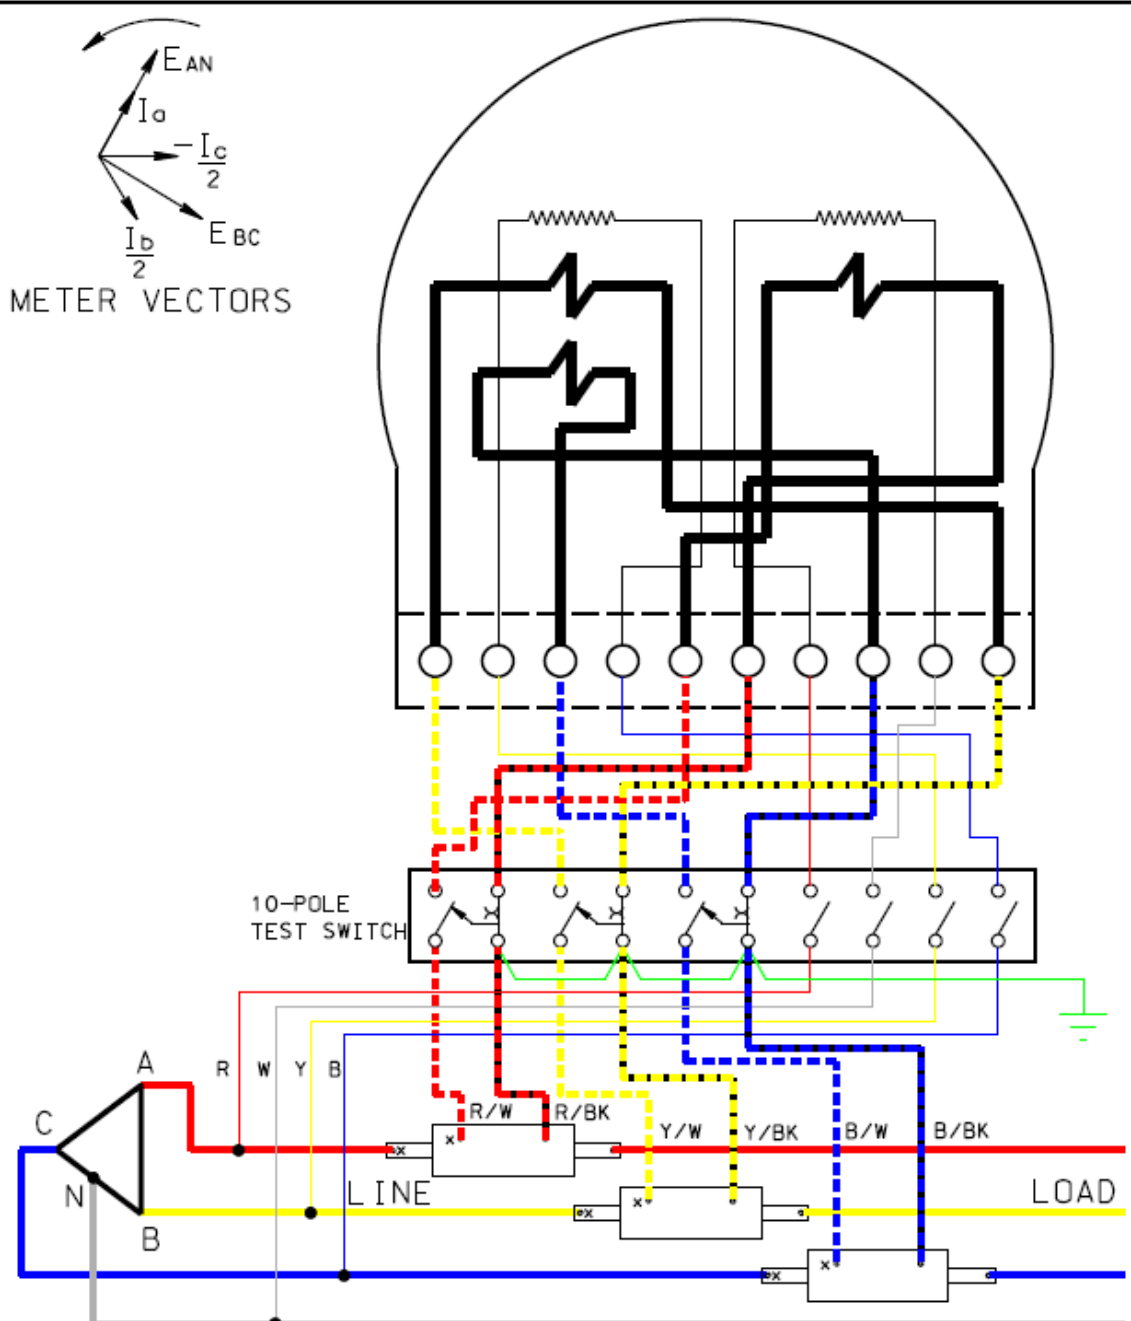 EAN
Ia
-Ic
2
Ib
2
EBC
METER VECTORS
10-POLE
TEST SWITCH
A
R W Y B
C
R/W R/BK
Y/W Y/BK B/W B/BK
x
x
N
LINE
LOAD
x
x
B
x
x